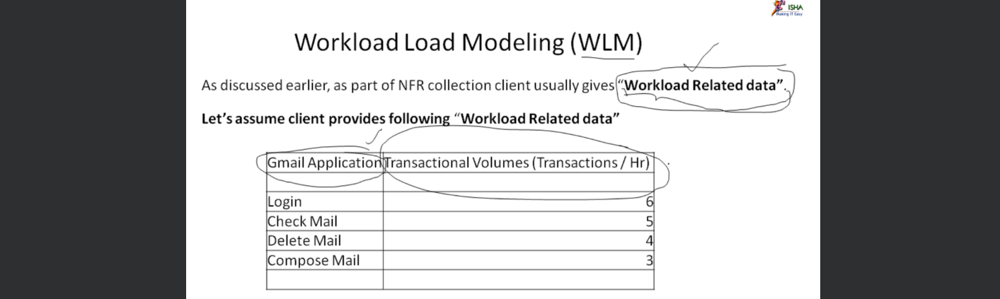 ISHA
Making IT Easy
Workload Load Modeling (WLM)
As discussed earlier, as part of NFR collection client usually gives “Workload Related data”.
Let’s assume client provides following “Workload Related data”
Gmail Application Transactional Volumes (Transactions / Hr)
Login 6
Check Mail 5
Delete Mail 4
Compose Mail 3